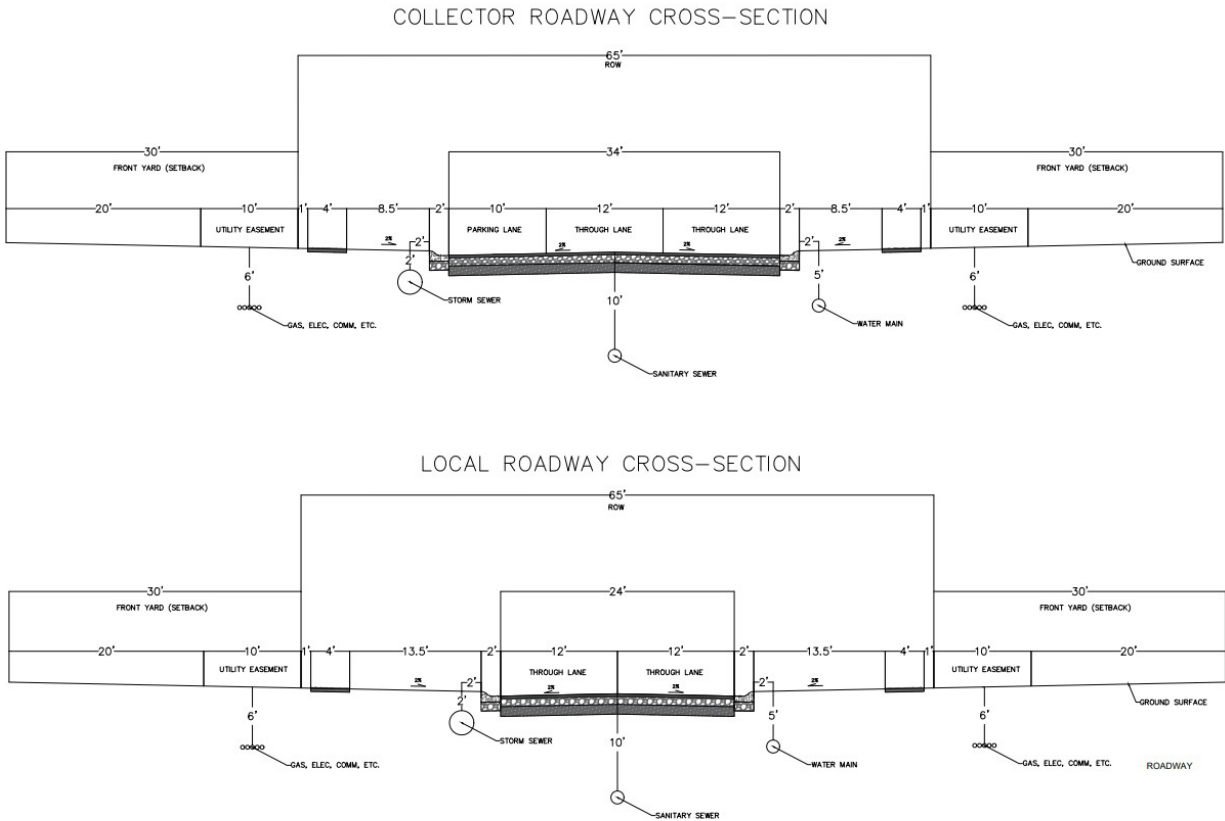 COLLECTOR ROADWAY CROSS-SECTION
65'
ROW
30'
34'
30'
FRONT YARD (SETBACK)
FRONT YARD (SETBACK)
20' 10' 1' 4' 8.5' 2' 10' 12' 12' 2' 8.5' 4' 1' 10' 20'
UTILITY EASEMENT PARKING LANE THROUGH LANE THROUGH LANE UTILITY EASEMENT
2% 2' 2% 2% 2' 2%
2'
GROUND SURFACE
6' 5' 6'
STORM SEWER
10'
GAS, ELEC, COMM, ETC.
WATER MAIN
GAS, ELEC, COMM, ETC.
SANITARY SEWER
LOCAL ROADWAY CROSS-SECTION
65'
ROW
30'
24'
30'
FRONT YARD (SETBACK)
FRONT YARD (SETBACK)
20' 10' 1' 4' 13.5' 2' 12' 12' 2' 13.5' 4' 1' 10' 20'
UTILITY EASEMENT THROUGH LANE THROUGH LANE UTILITY EASEMENT
2% 2' 2% 2% 2' 2%
2'
GROUND SURFACE
6' 5' 6'
STORM SEWER
10'
GAS, ELEC, COMM, ETC.
WATER MAIN
GAS, ELEC, COMM, ETC.
ROADWAY
SANITARY SEWER